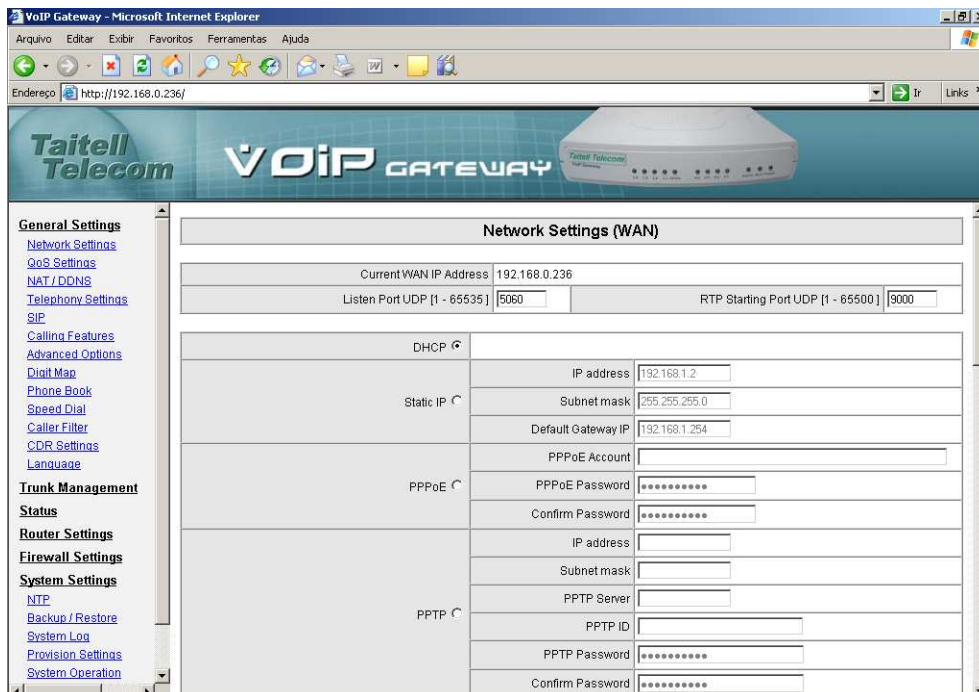 VoIP Gateway - Microsoft Internet Explorer
Arquivo Editar Exibir Favoritos Ferramentas Ajuda
Endereço http://192.168.0.236/ Ir Links
Taitell Telecom
VOiP GATEWAY
Taitell Telecom
General Settings
Network Settings
QoS Settings
NAT / DDNS
Telephony Settings
SIP
Calling Features
Advanced Options
Digit Map
Phone Book
Speed Dial
Caller Filter
CDR Settings
Language
Trunk Management
Status
Router Settings
Firewall Settings
System Settings
NTP
Backup / Restore
System Log
Provision Settings
System Operation
Network Settings (WAN)
Current WAN IP Address 192.168.0.236
Listen Port UDP [1 - 65535 ] 5060 RTP Starting Port UDP [1 - 65500 ] 9000
DHCP
Static IP
IP address 192.168.1.2
Subnet mask 255.255.255.0
Default Gateway IP 192.168.1.254
PPPoE
PPPoE Account
PPPoE Password
Confirm Password
PPTP
IP address
Subnet mask
PPTP Server
PPTP ID
PPTP Password
Confirm Password